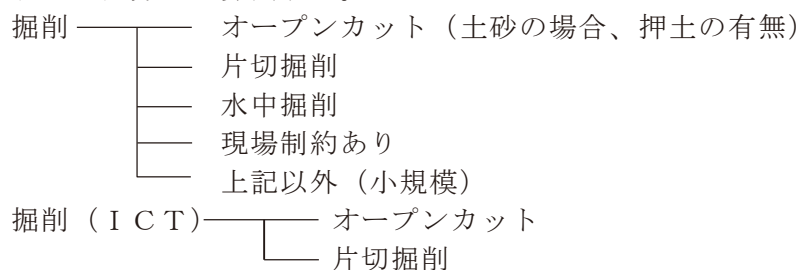 掘削 オープンカット（土砂の場合、押土の有無）
片切掘削
水中掘削
現場制約あり
上記以外（小規模）
掘削（ＩＣＴ） オープンカット
片切掘削